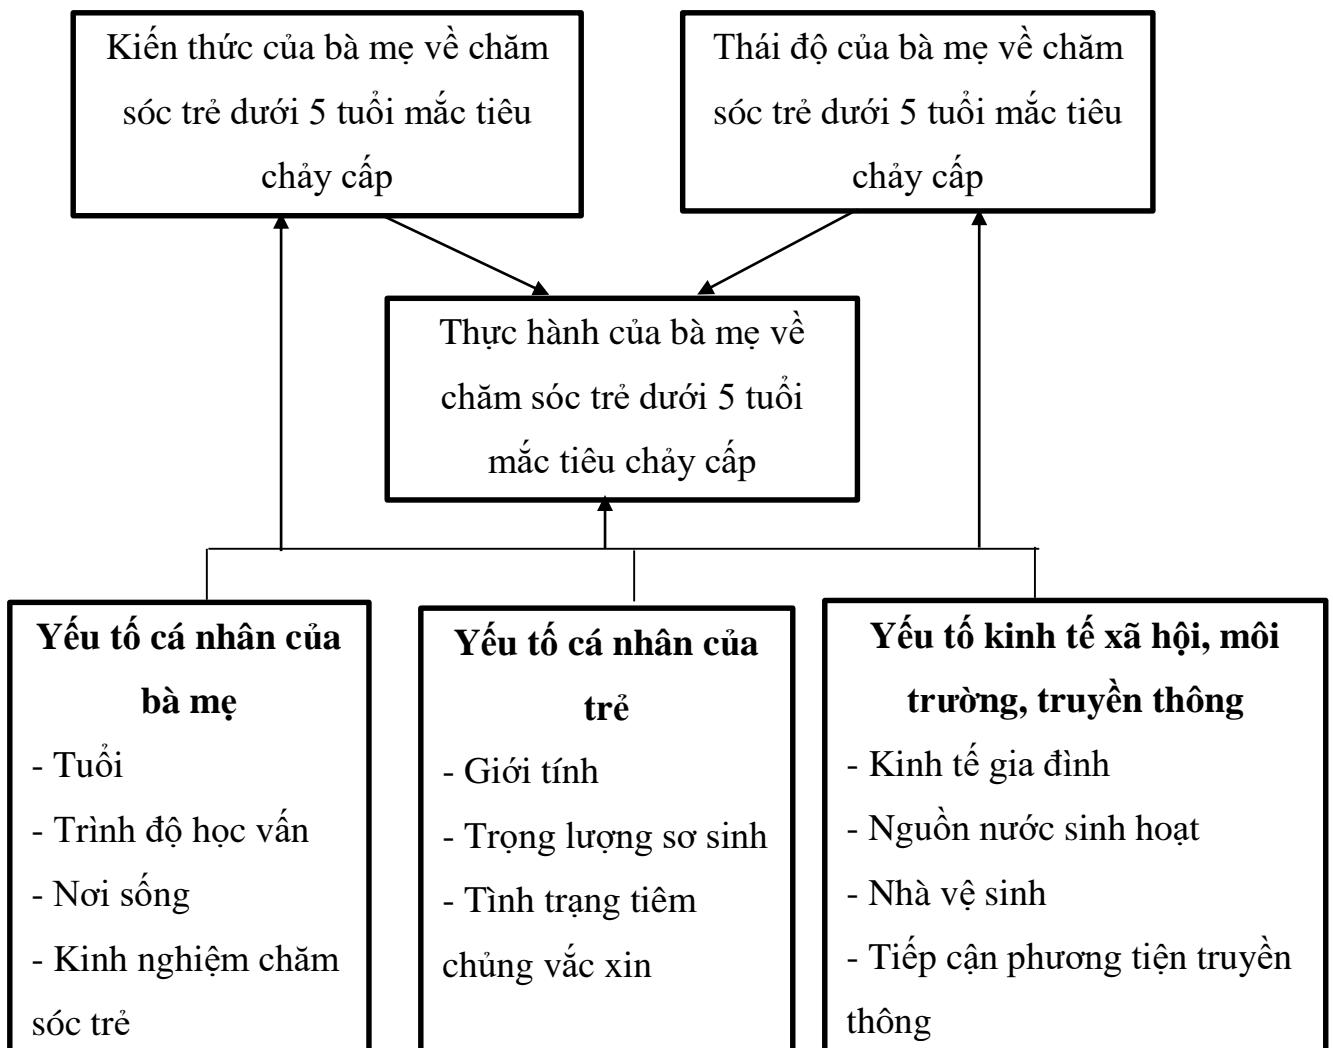 Kiến thức của bà mẹ về chăm
sóc trẻ dưới 5 tuổi mắc tiêu
chảy cấp
Thái độ của bà mẹ về chăm
sóc trẻ dưới 5 tuổi mắc tiêu
chảy cấp
Thực hành của bà mẹ về
chăm sóc trẻ dưới 5 tuổi
mắc tiêu chảy cấp
Yếu tố cá nhân của
bà mẹ
- Tuổi
- Trình độ học vấn
- Nơi sống
- Kinh nghiệm chăm
sóc trẻ
Yếu tố cá nhân của
trẻ
- Giới tính
- Trọng lượng sơ sinh
- Tình trạng tiêm
chủng vắc xin
Yếu tố kinh tế xã hội, môi
trường, truyền thông
- Kinh tế gia đình
- Nguồn nước sinh hoạt
- Nhà vệ sinh
- Tiếp cận phương tiện truyền
thông